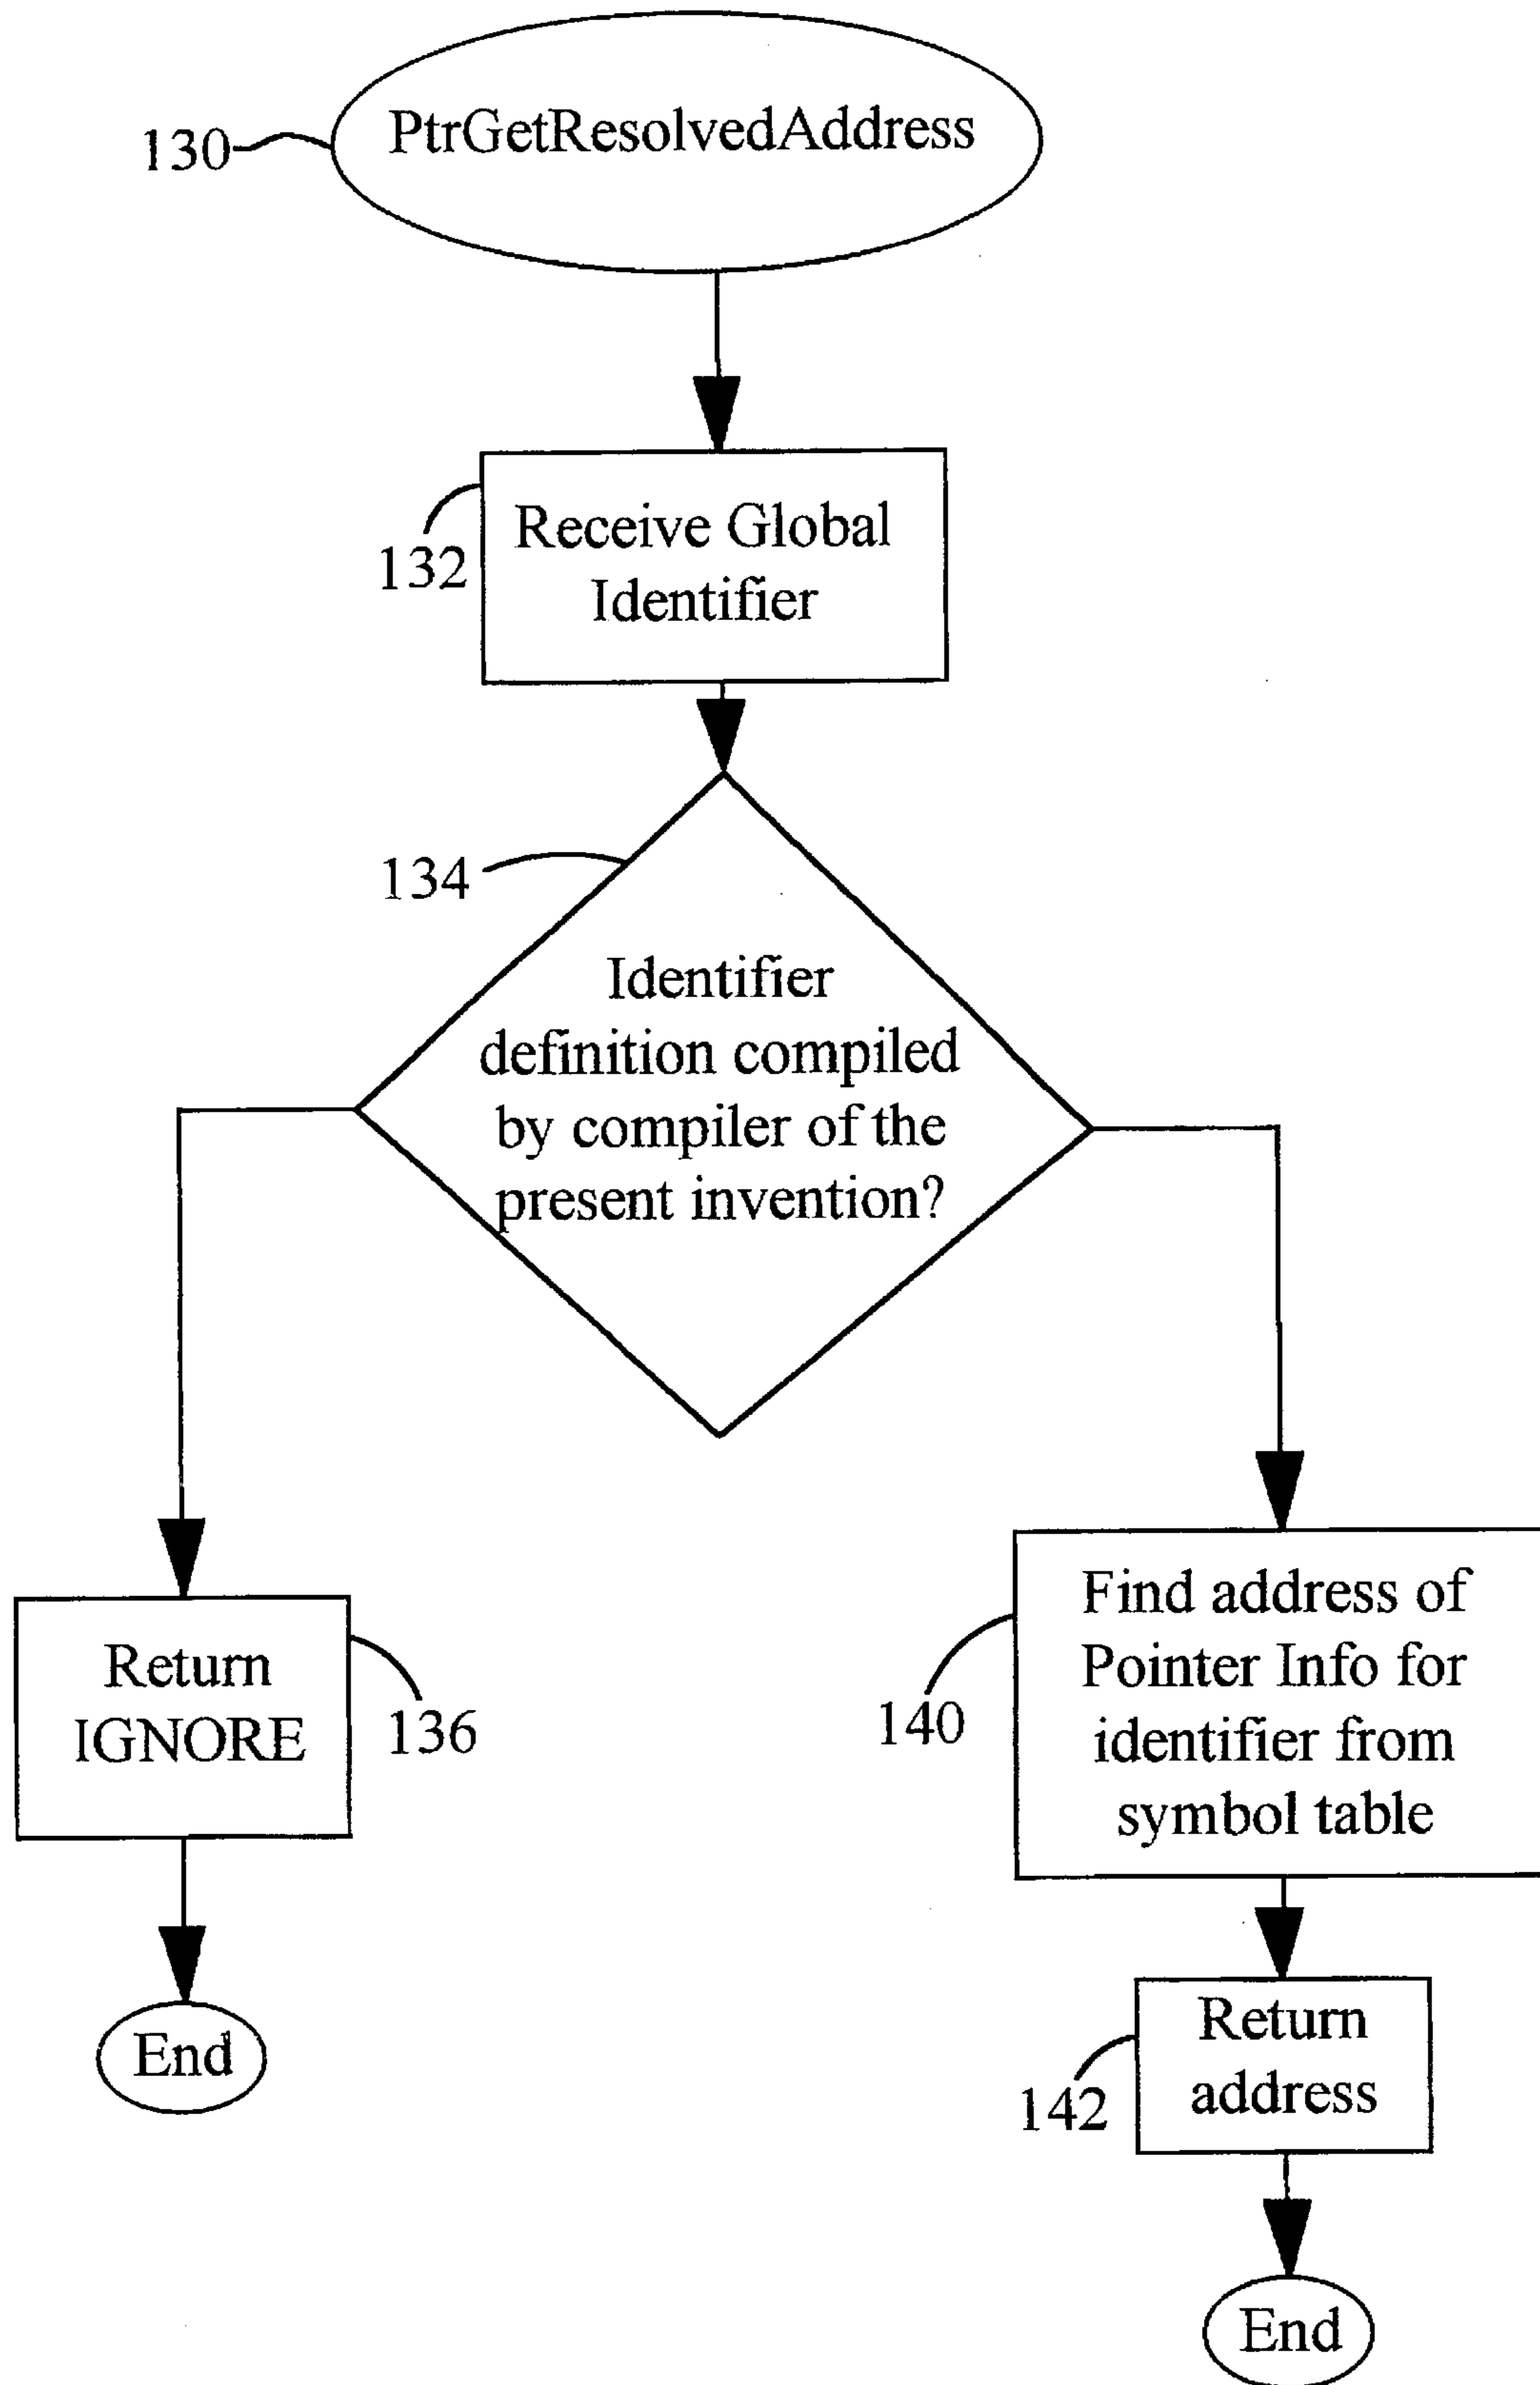 PtrGetResolvedAddress
130
Receive Global
Identifier
132
134
Identifier
definition compiled
by compiler of the
present invention?
Return
IGNORE
136
Find address of
Pointer Info for
identifier from
symbol table
140
End
Return
address
142
End